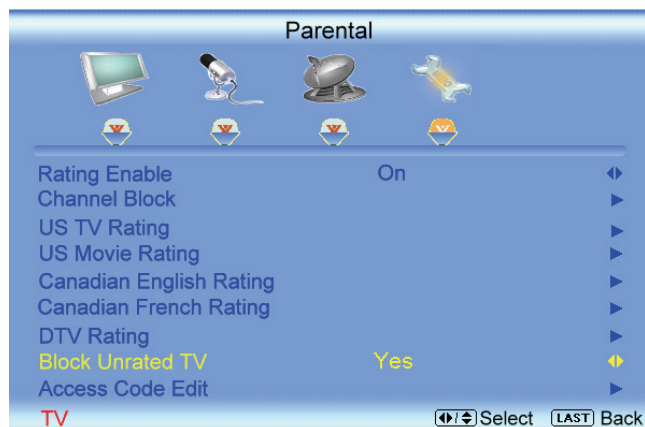 Parental
Rating Enable On
Channel Block
US TV Rating
US Movie Rating
Canadian English Rating
Canadian French Rating
DTV Rating
Block Unrated TV Yes
Access Code Edit
TV Select LAST Back